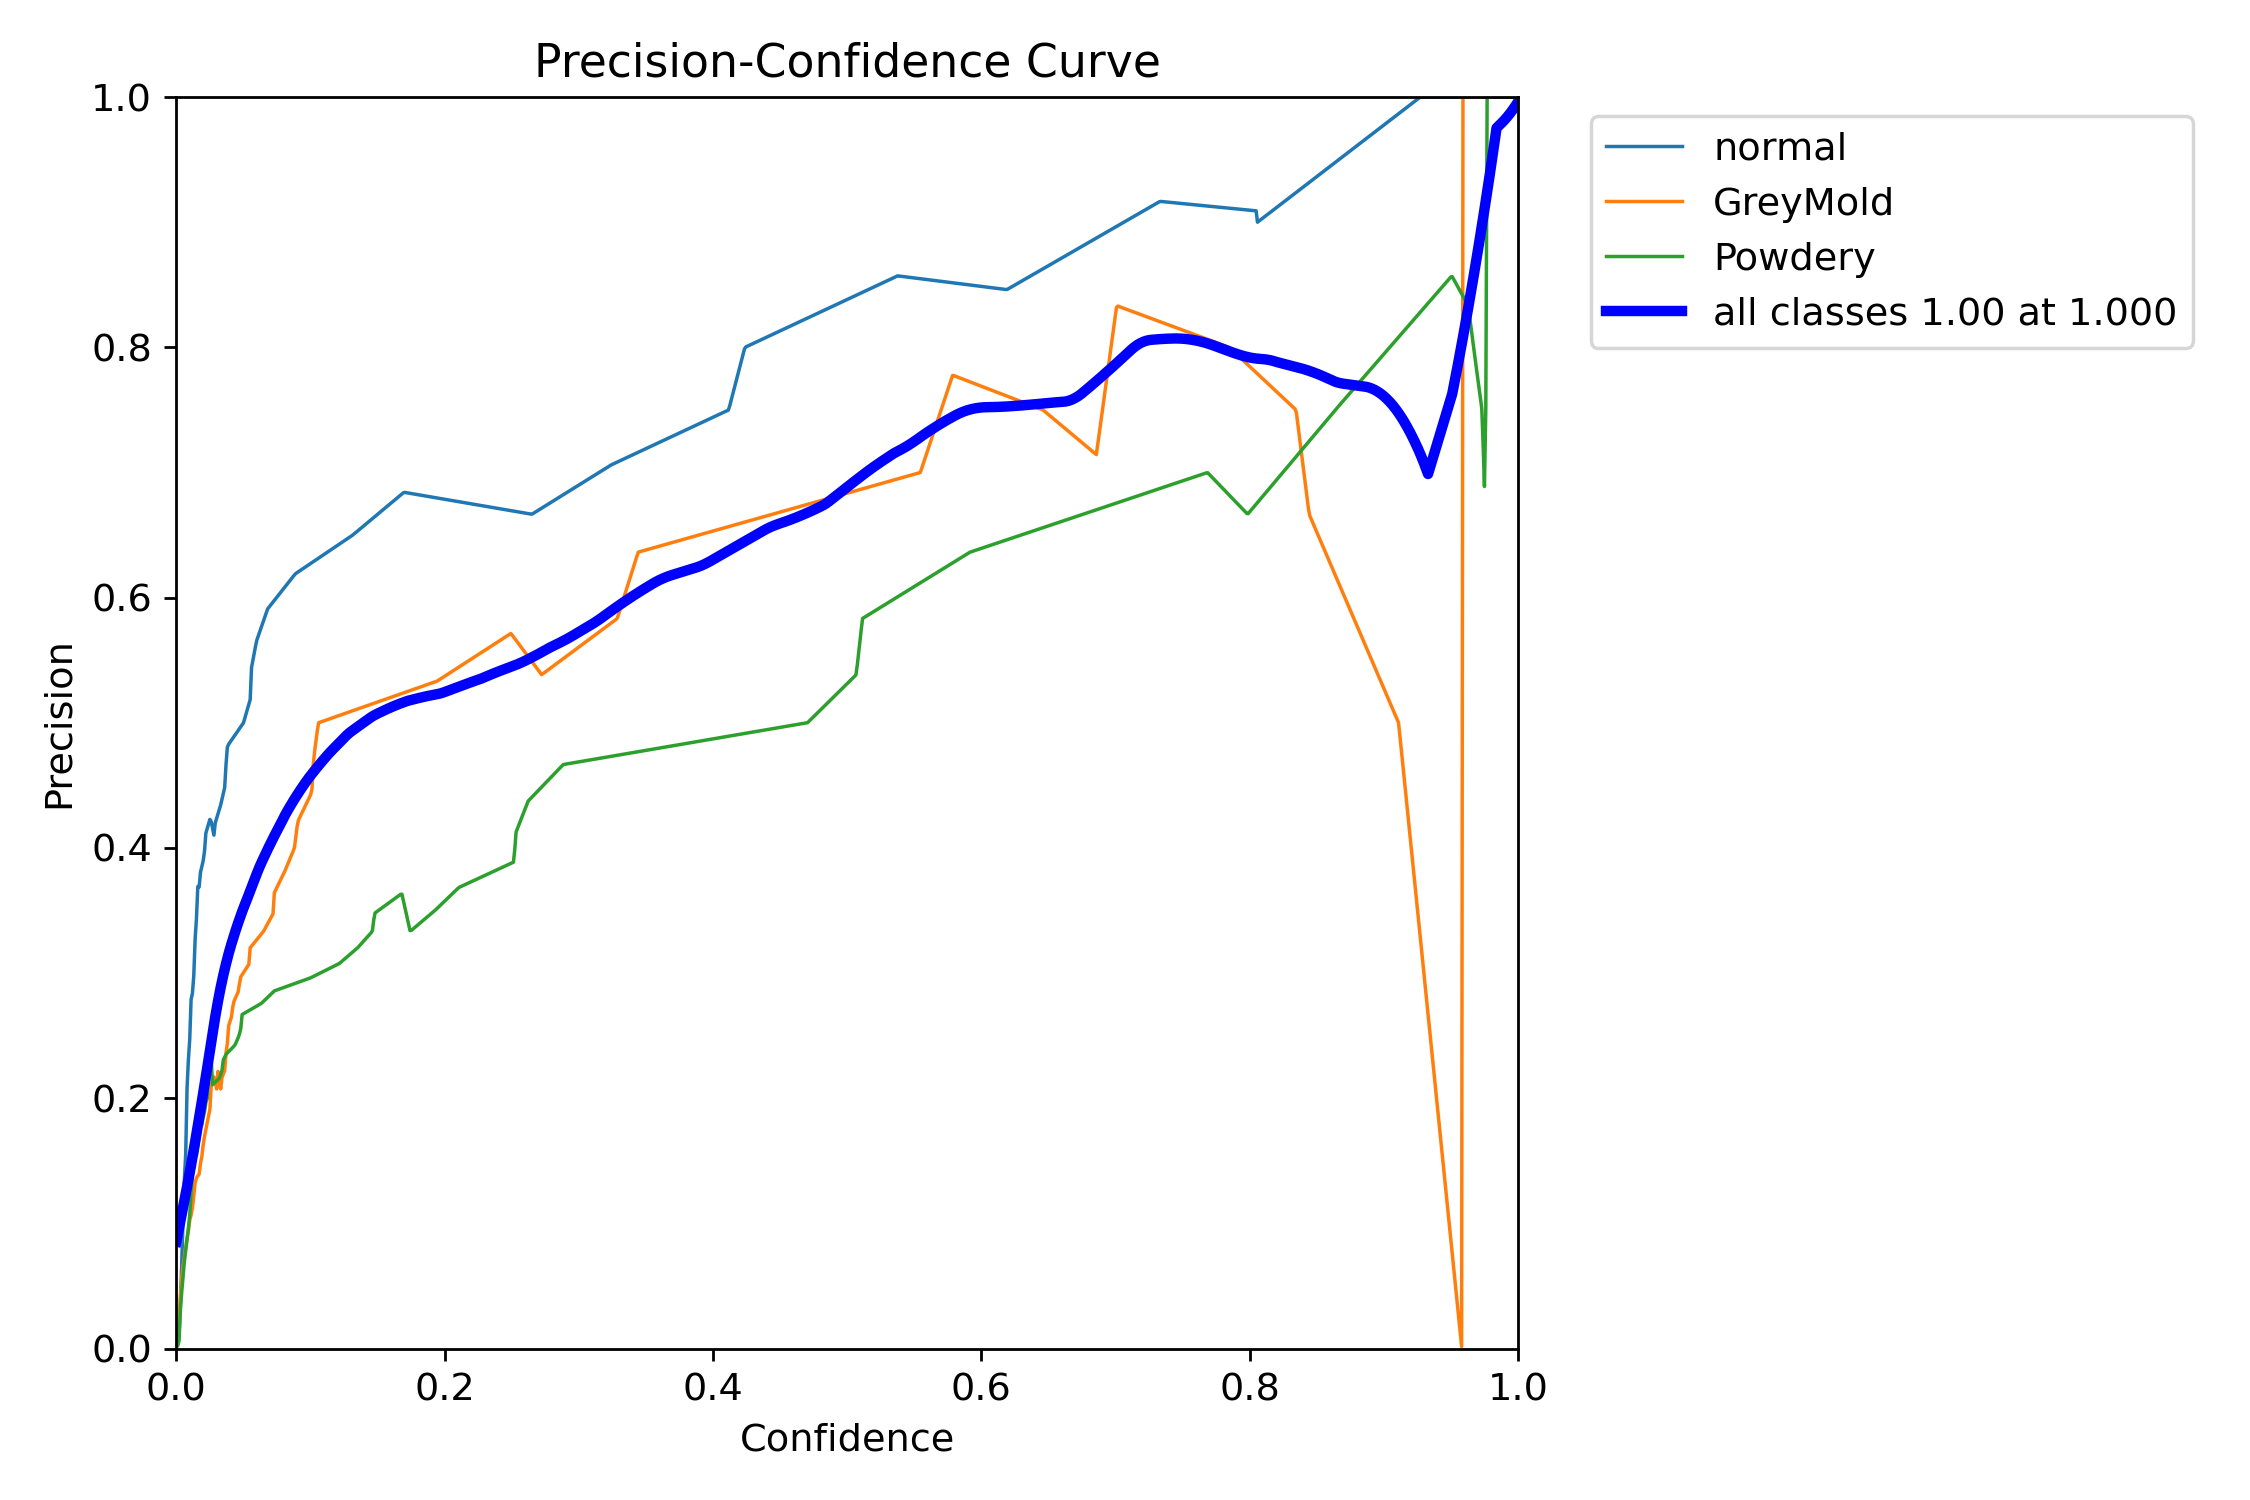 Precision-Confidence Curve
1.0
0.8
0.6
0.4
0.2
0.0
Precision
0.0 0.2 0.4 0.6 0.8 1.0
Confidence
normal
GreyMold
Powdery
all classes 1.00 at 1.000